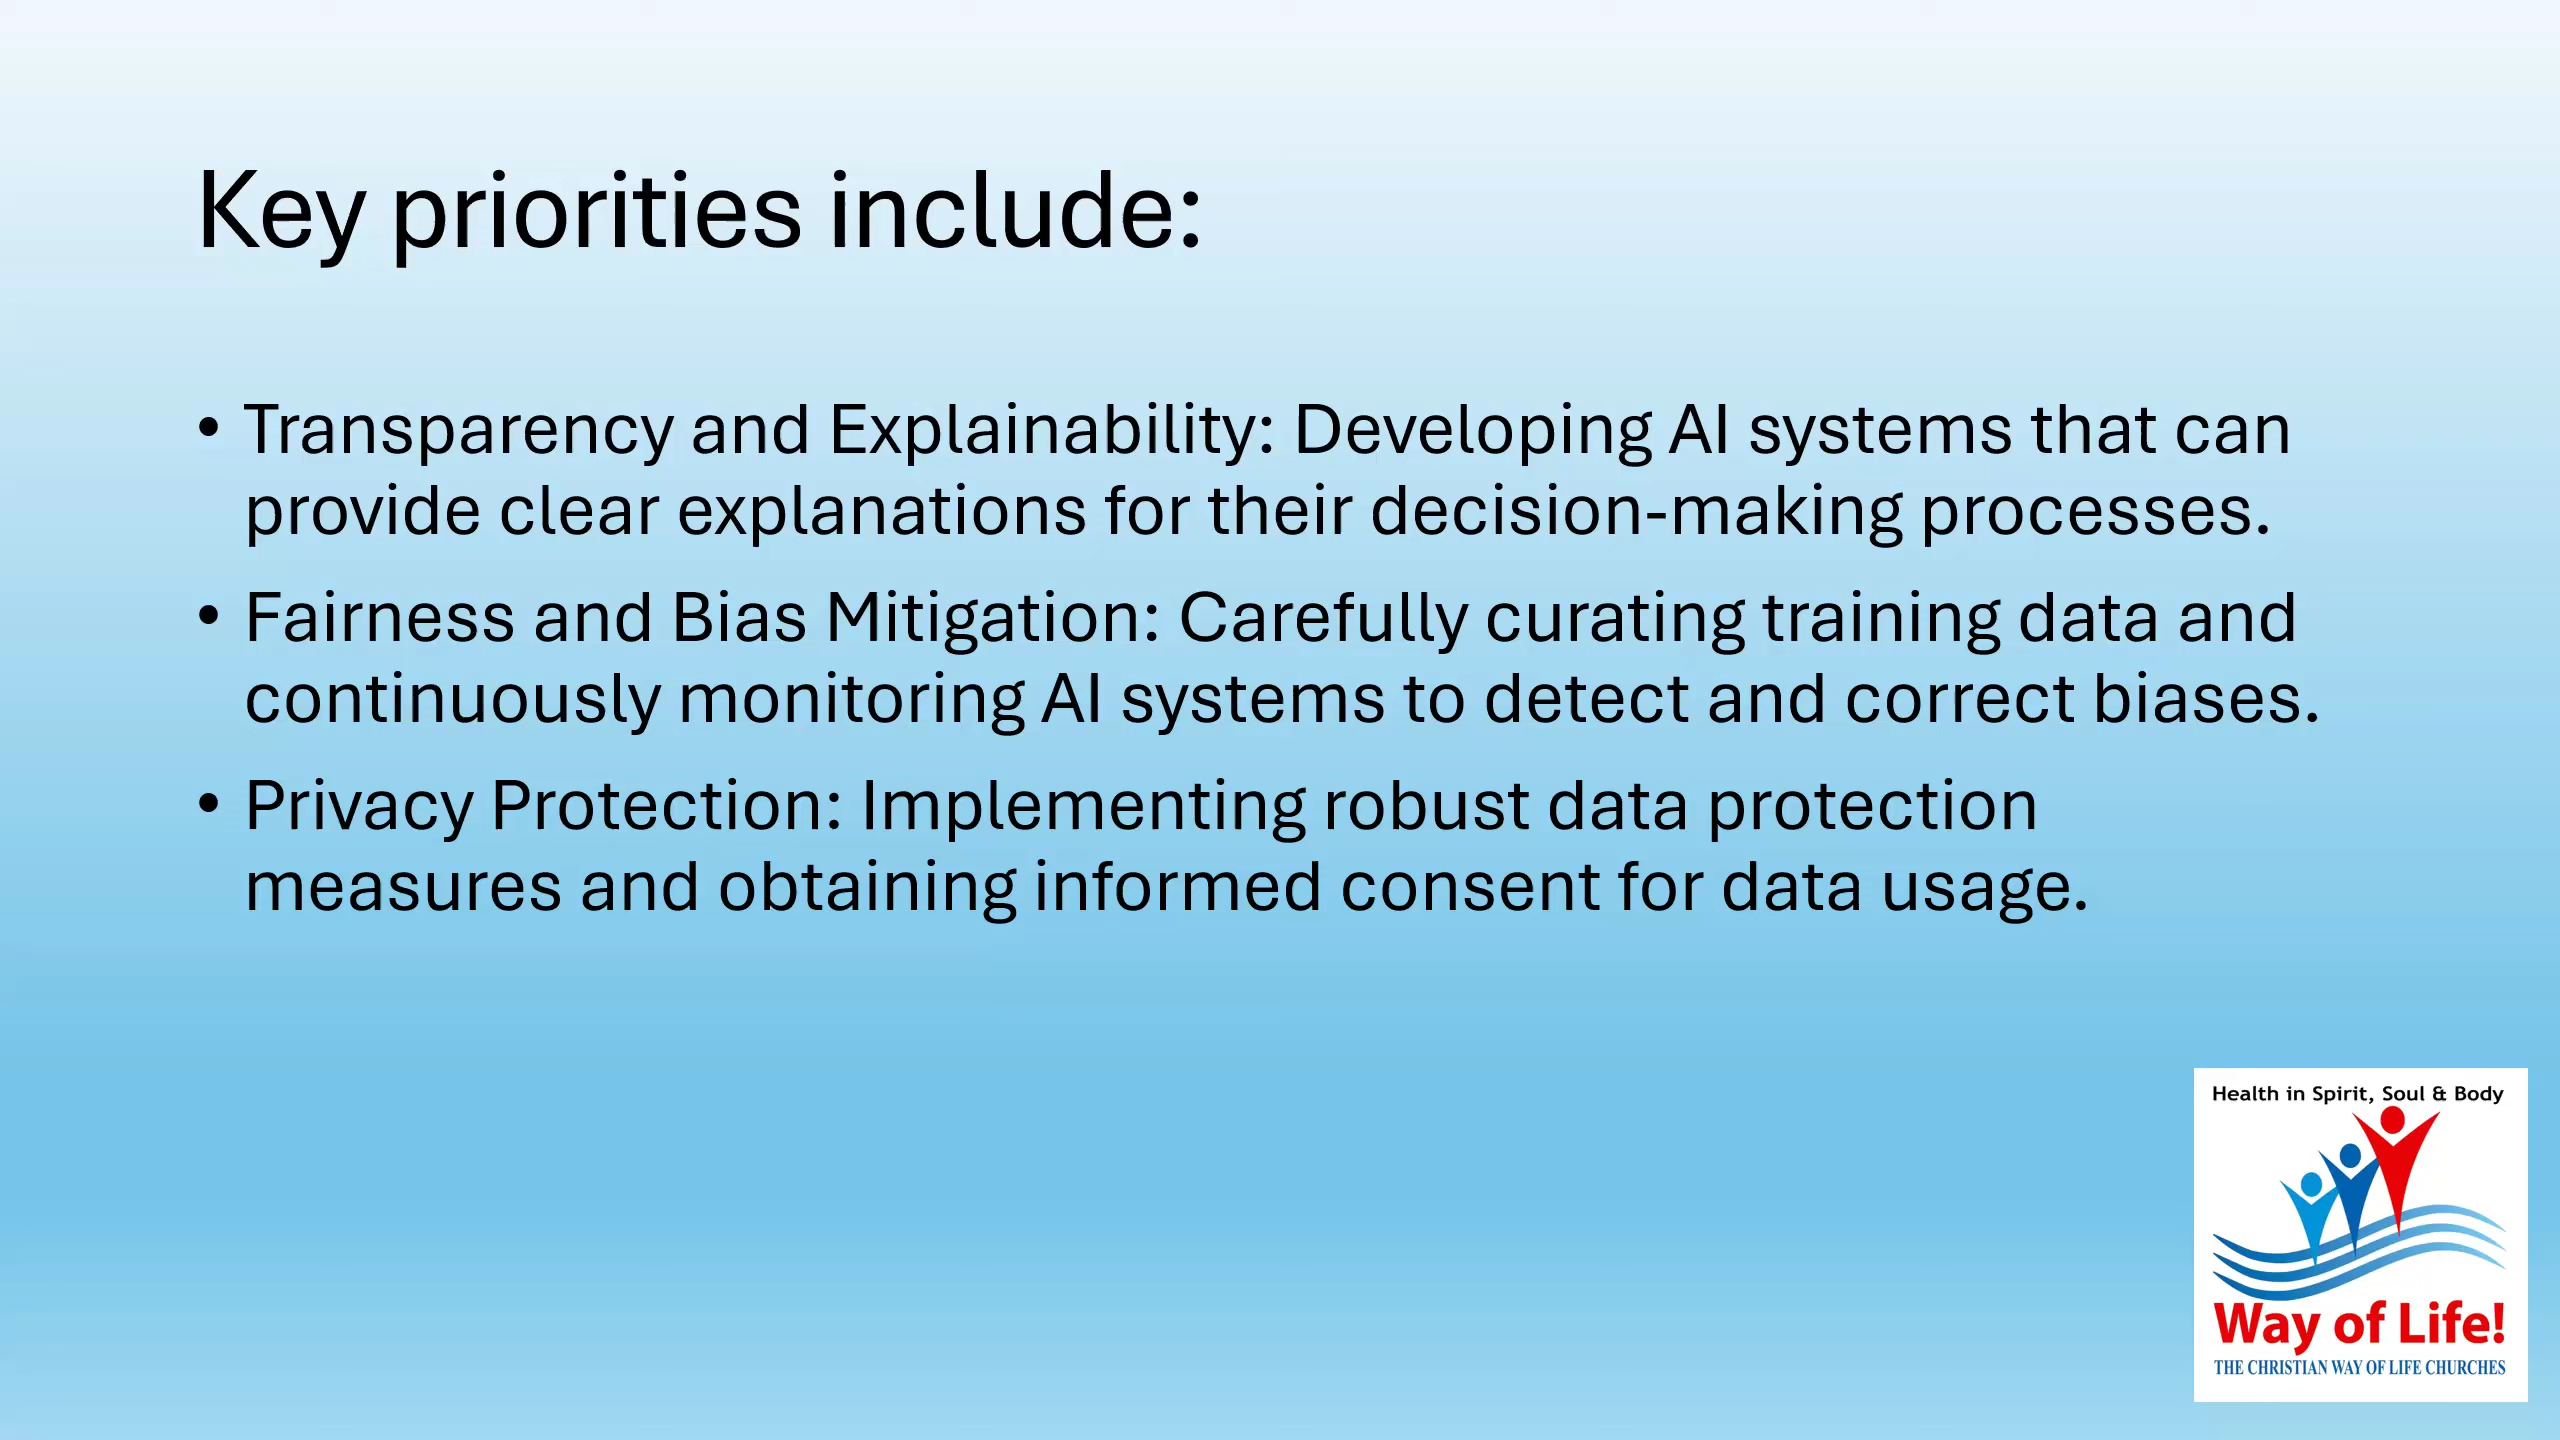 Key priorities include:
• Transparency and Explainability: Developing AI systems that can
provide clear explanations for their decision-making processes.
• Fairness and Bias Mitigation: Carefully curating training data and
continuously monitoring AI systems to detect and correct biases.
• Privacy Protection: Implementing robust data protection
measures and obtaining informed consent for data usage.
Health in Spirit, Soul & Body
Way of Life!
THE CHRISTIAN WAY OF LIFE CHURCHES